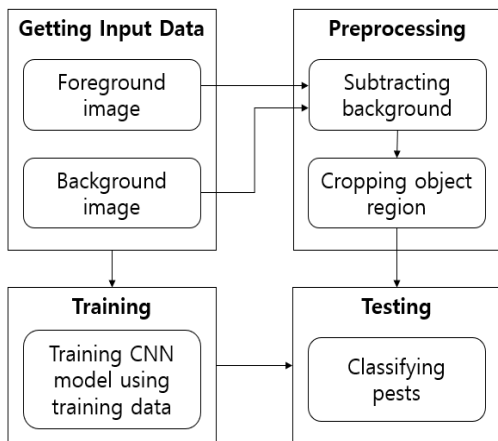 Getting Input Data
Foreground
image
Background
image
Preprocessing
Subtracting
background
Cropping object
region
Training
Training CNN
model using
training data
Testing
Classifying
pests